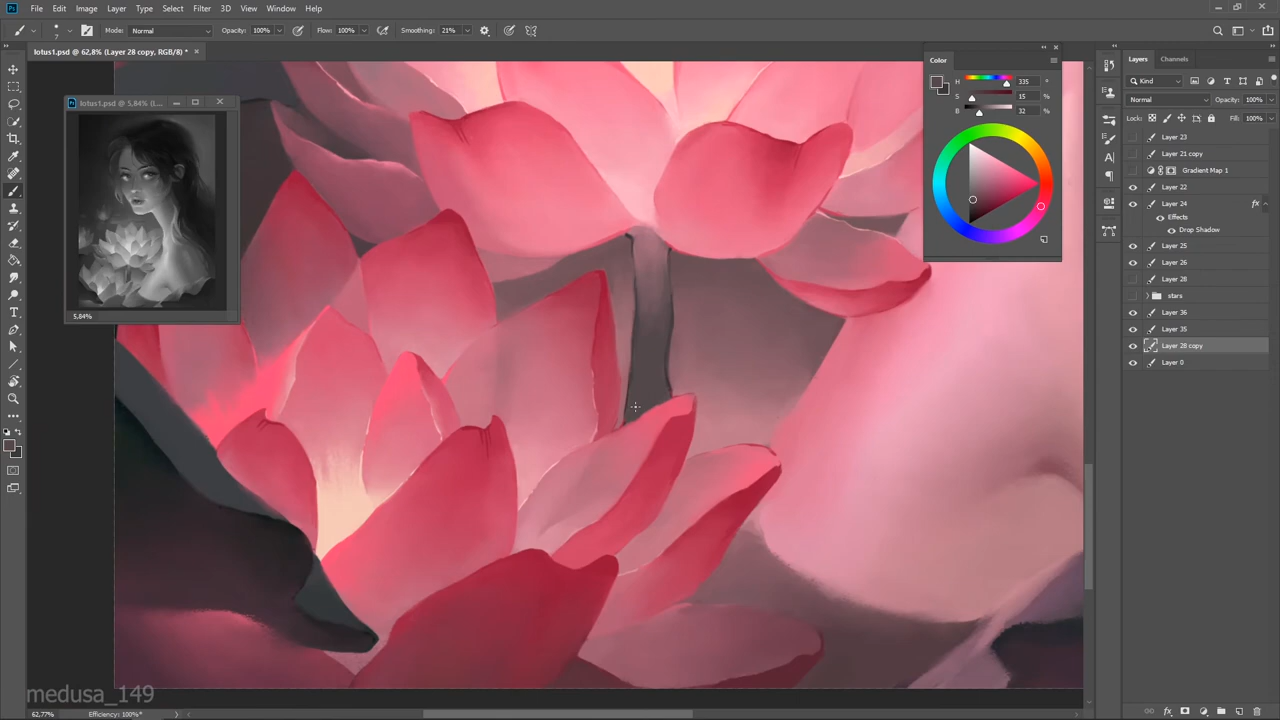 Ps File Edit Image Layer Type Select Filter 3D View Window Help
7 Mode: Normal Opacity: 100% Flow: 100% Smoothing: 21%
lotus1.psd @ 62,8% (Layer 28 copy, RGB/8) *
lotus1.psd @ 5,84% (L...
5,84%
Color
H 335 °
S 15 %
B 32 %
Layers Channels
Kind
Normal Opacity: 100%
Lock: Fill: 100%
Layer 23
Layer 21 copy
Gradient Map 1
Layer 22
Layer 24 fx
Effects
Drop Shadow
Layer 25
Layer 26
Layer 28
stars
Layer 36
Layer 35
Layer 28 copy
Layer 0
medusa_149
62,77% Efficiency: 100%*